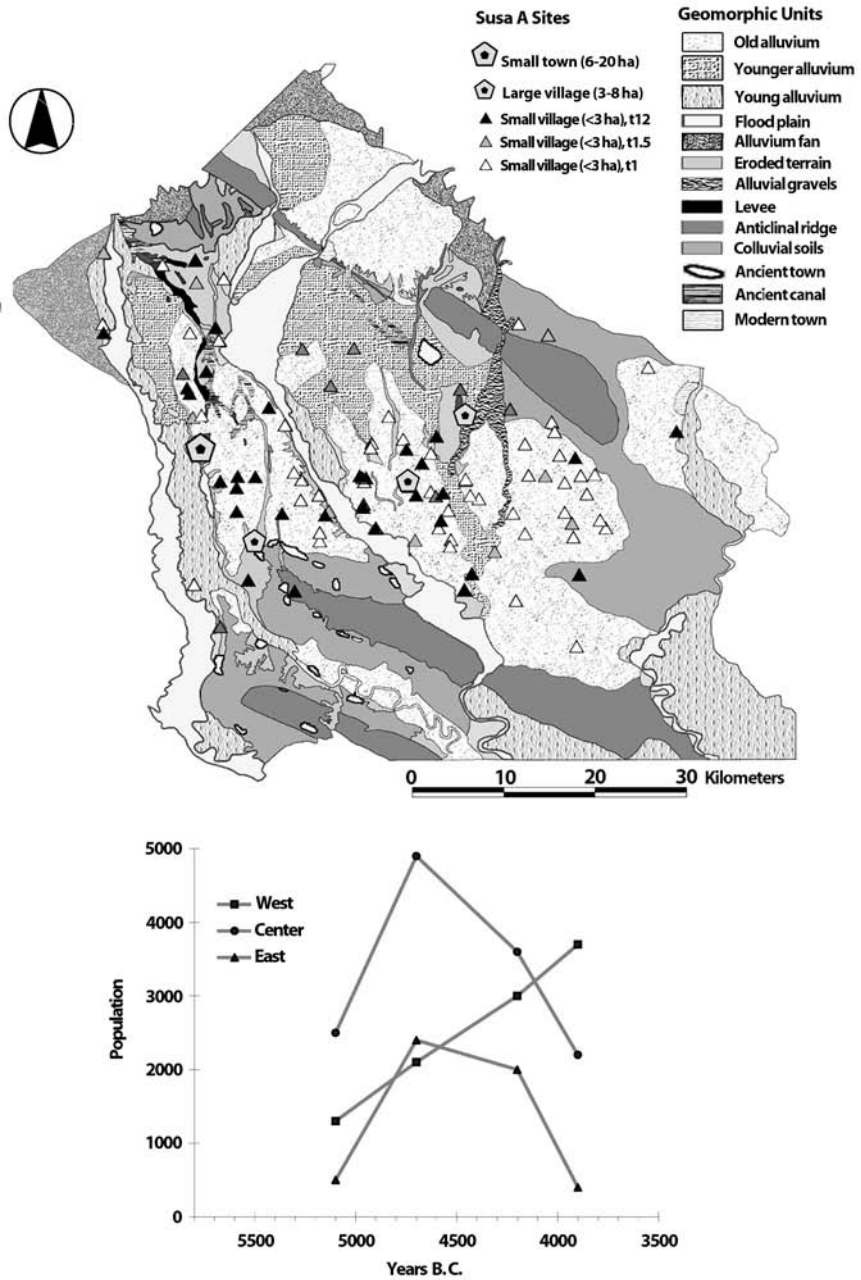 Susa A Sites
Small town (6-20 ha)
Large village (3-8 ha)
Small village (<3 ha), t12
Small village (<3 ha), t1.5
Small village (<3 ha), t1
Geomorphic Units
Old alluvium
Younger alluvium
Young alluvium
Flood plain
Alluvium fan
Eroded terrain
Alluvial gravels
Levee
Anticlinal ridge
Colluvial soils
Ancient town
Ancient canal
Modern town
0 10 20 30 Kilometers
5000
4000
3000
2000
1000
0
Population
West
Center
East
5500 5000 4500 4000 3500
Years B.C.